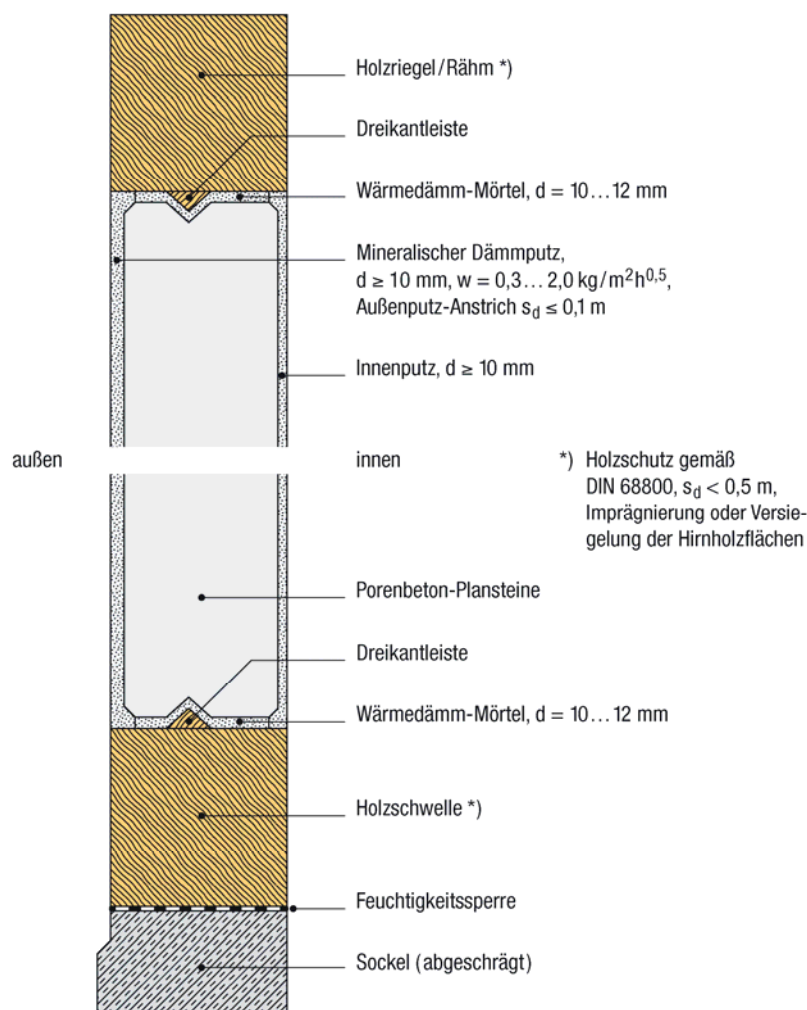 Holzriegel/Rähm *)
Dreikantleiste
Wärmedämm-Mörtel, d = 10…12 mm
Mineralischer Dämmputz,
d ≥ 10 mm, w = 0,3…2,0 kg/m²h⁰,⁵,
Außenputz-Anstrich s_d ≤ 0,1 m
Innenputz, d ≥ 10 mm
außen
innen
*) Holzschutz gemäß
DIN 68800, s_d < 0,5 m,
Imprägnierung oder Versie-
gelung der Hirnholzflächen
Porenbeton-Plansteine
Dreikantleiste
Wärmedämm-Mörtel, d = 10…12 mm
Holzschwelle *)
Feuchtigkeitssperre
Sockel (abgeschrägt)